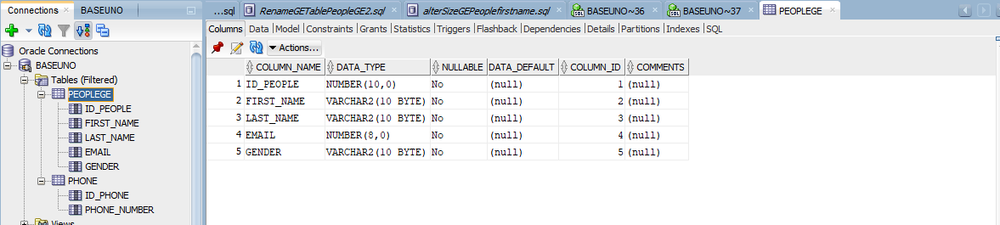 Connections × BASEUNO
...sql RenameGETablePeopleGE2.sql × alterSizeGEPeoplefirstname.sql × BASEUNO~36 × BASEUNO~37 × PEOPLEGE ×
Columns Data Model Constraints Grants Statistics Triggers Flashback Dependencies Details Partitions Indexes SQL
Actions...
COLUMN_NAME DATA_TYPE NULLABLE DATA_DEFAULT COLUMN_ID COMMENTS
1 ID_PEOPLE NUMBER(10,0) No (null) 1 (null)
2 FIRST_NAME VARCHAR2(10 BYTE) No (null) 2 (null)
3 LAST_NAME VARCHAR2(10 BYTE) No (null) 3 (null)
4 EMAIL NUMBER(8,0) No (null) 4 (null)
5 GENDER VARCHAR2(10 BYTE) No (null) 5 (null)
Oracle Connections
BASEUNO
Tables (Filtered)
PEOPLEGE
ID_PEOPLE
FIRST_NAME
LAST_NAME
EMAIL
GENDER
PHONE
ID_PHONE
PHONE_NUMBER
Views